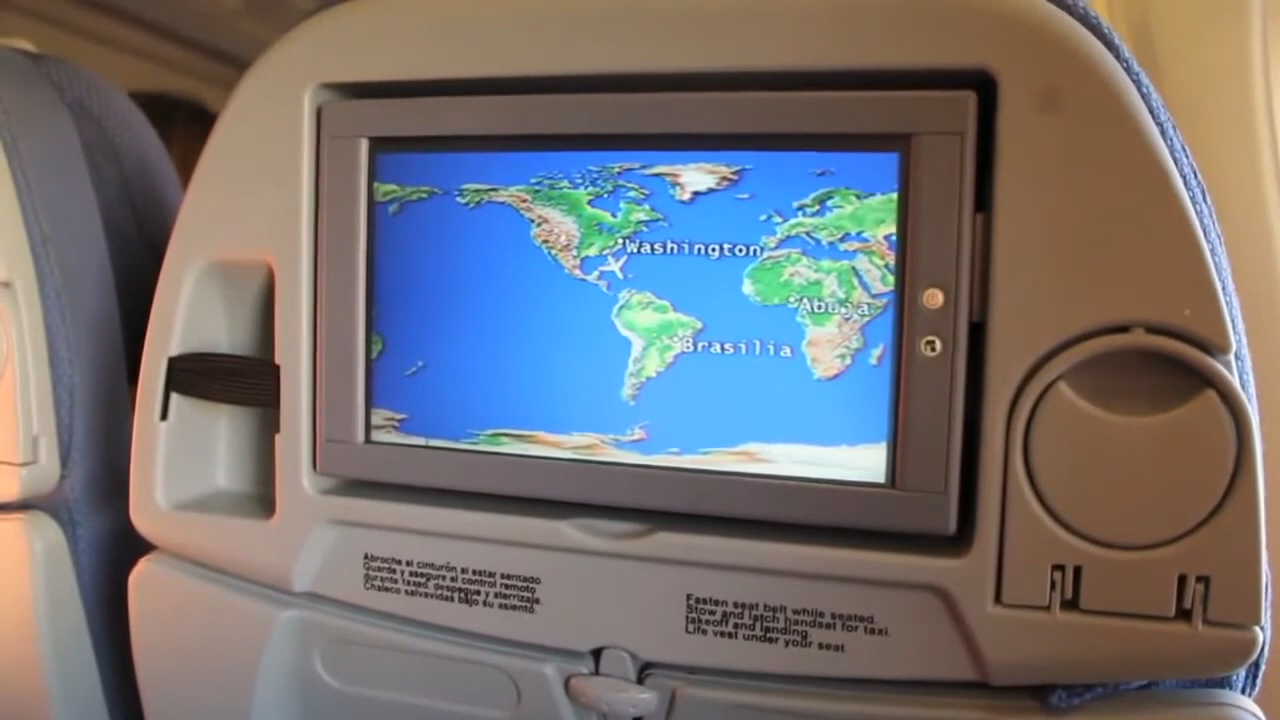 Washington
Abuja
Brasilia
Abroche el cinturón al estar sentado
Guarde y asegure el control remoto
durante taxeo, despegue y aterrizaje.
Chaleco salvavidas bajo su asiento.
Fasten seat belt while seated.
Stow and latch handset for taxi.
takeoff and landing.
Life vest under your seat